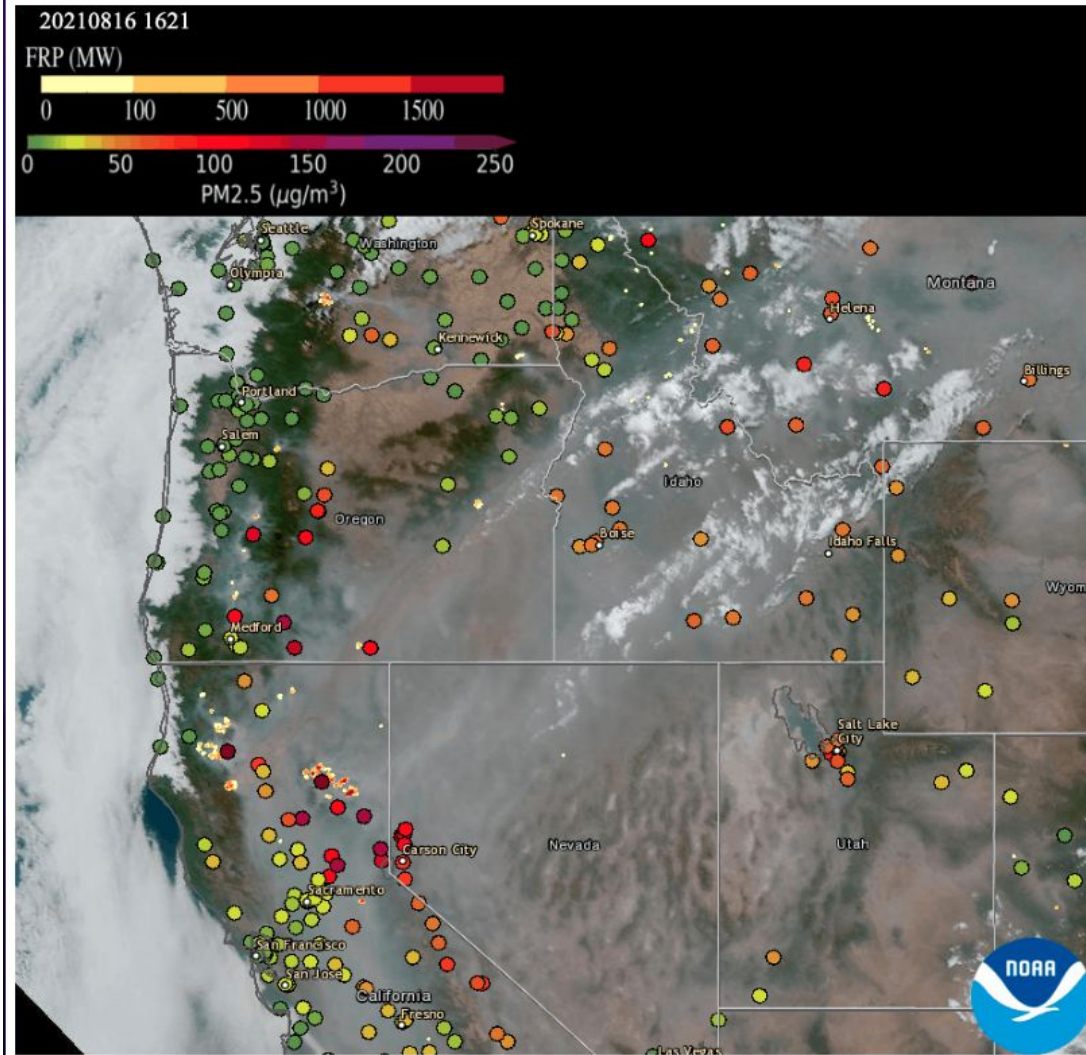 20210816 1621
FRP (MW)
0 100 500 1000 1500
0 50 100 150 200 250
PM2.5 (μg/m³)
Seattle
Spokane
Washington
Olympia
Montana
Helena
Kennewick
Billings
Portland
Salem
Idaho
Oregon
Boise
Idaho Falls
Wyom
Medford
Salt Lake
City
Carson City
Nevada
Utah
Sacramento
San Francisco
San Jose
California
Fresno
Las Vegas
NOAA